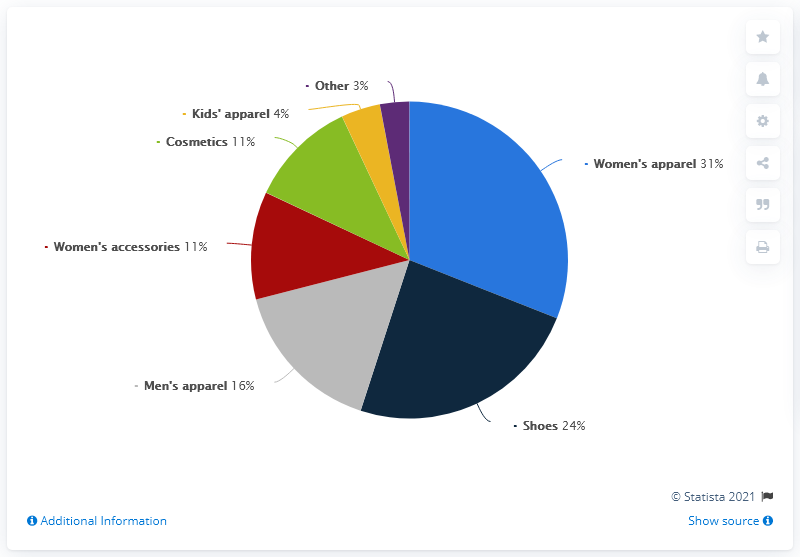 Other 3%
Kids' apparel 4%
Cosmetics 11%
Women's apparel 31%
Women's accessories 11%
Men's apparel 16%
Shoes 24%
© Statista 2021
Additional Information
Show source